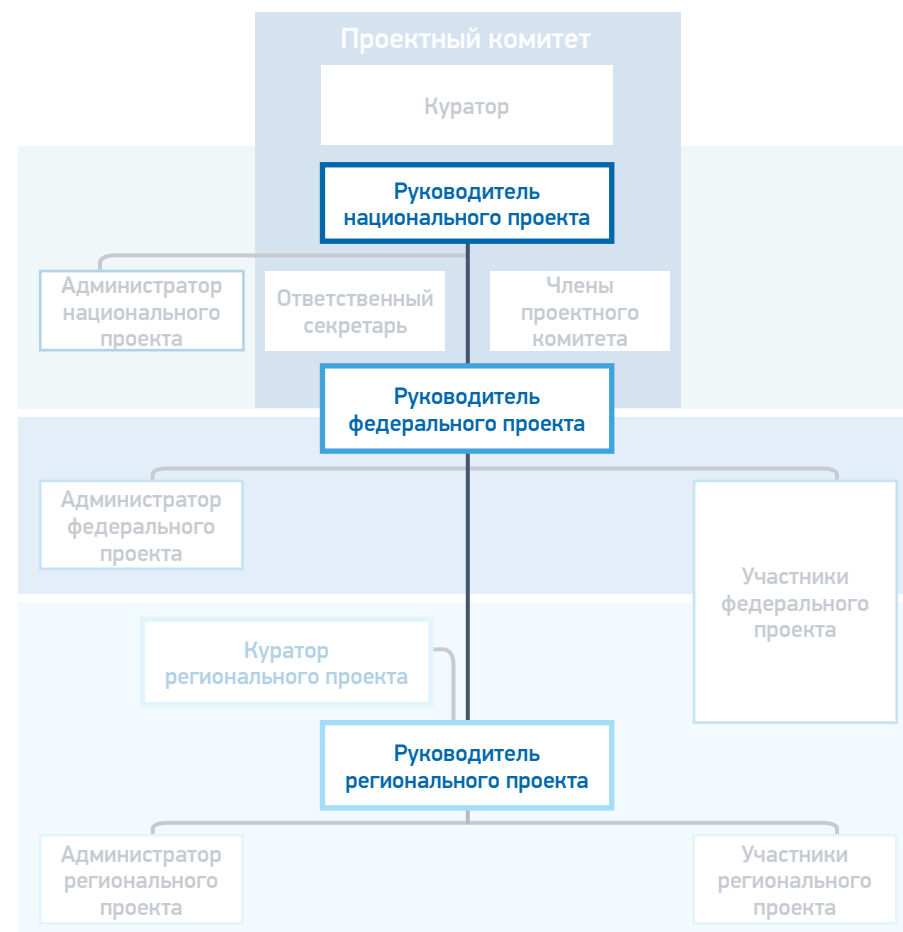 Проектный комитет
Куратор
Руководитель
национального проекта
Администратор
национального
проекта
Ответственный
секретарь
Члены
проектного
комитета
Руководитель
федерального проекта
Администратор
федерального
проекта
Участники
федерального
проекта
Куратор
регионального проекта
Руководитель
регионального проекта
Администратор
регионального
проекта
Участники
регионального
проекта